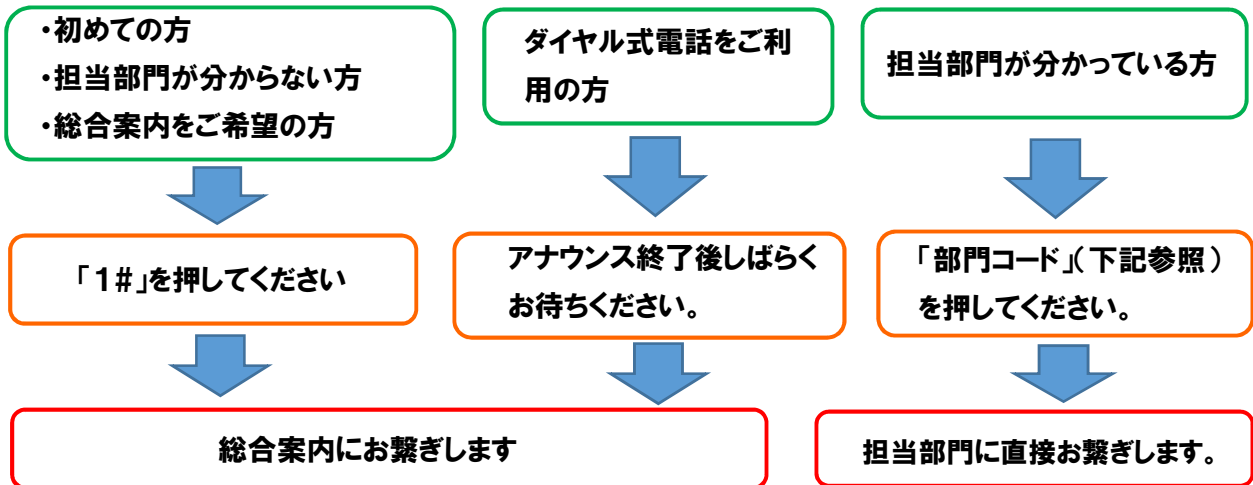 ・初めての方
・担当部門が分からない方
・総合案内をご希望の方
ダイヤル式電話をご利
用の方
担当部門が分かっている方
「1#」を押してください
アナウンス終了後しばらく
お待ちください。
「部門コード」(下記参照)
を押してください。
総合案内にお繋ぎします
担当部門に直接お繋ぎします。